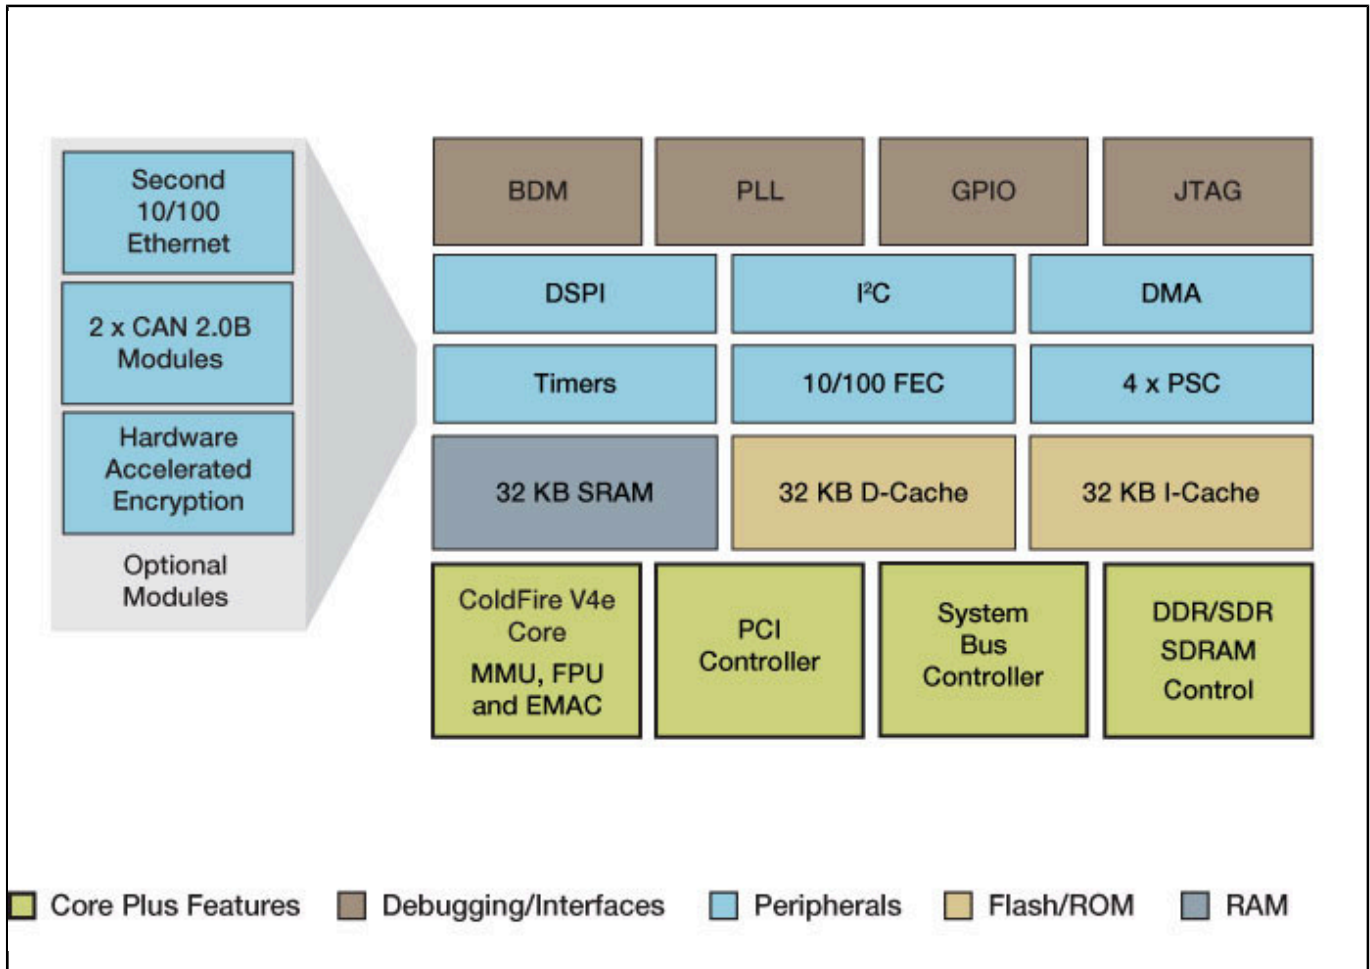 Second
10/100
Ethernet
2 x CAN 2.0B
Modules
Hardware
Accelerated
Encryption
Optional
Modules
BDM
PLL
GPIO
JTAG
DSPI
I²C
DMA
Timers
10/100 FEC
4 x PSC
32 KB SRAM
32 KB D-Cache
32 KB I-Cache
ColdFire V4e
Core
MMU, FPU
and EMAC
PCI
Controller
System
Bus
Controller
DDR/SDR
SDRAM
Control
Core Plus Features
Debugging/Interfaces
Peripherals
Flash/ROM
RAM